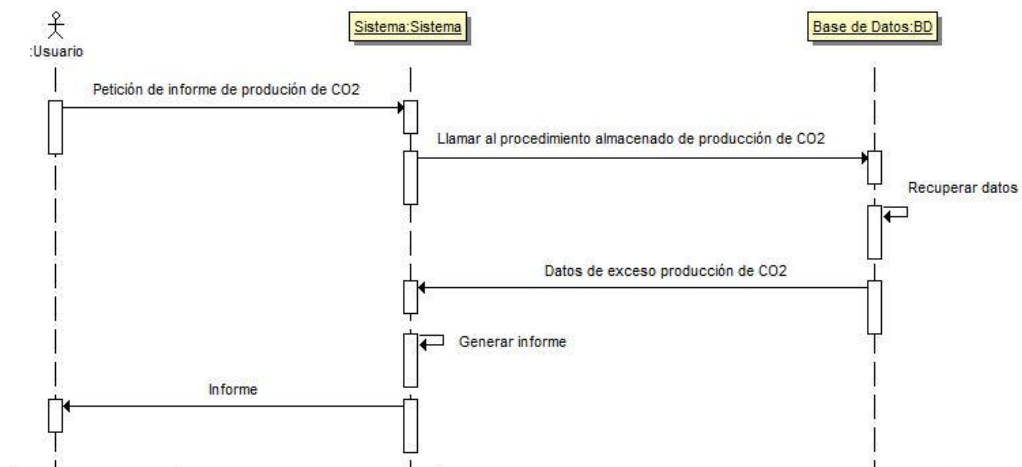 :Usuario
Sistema:Sistema
Base de Datos:BD
Petición de informe de produción de CO2
Llamar al procedimiento almacenado de producción de CO2
Recuperar datos
Datos de exceso producción de CO2
Generar informe
Informe